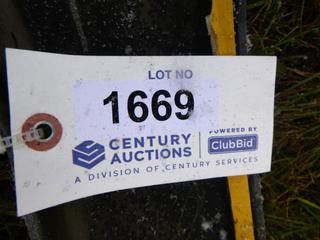 LOT NO
1669
CENTURY
AUCTIONS
POWERED BY
ClubBid
A DIVISION OF CENTURY SERVICES